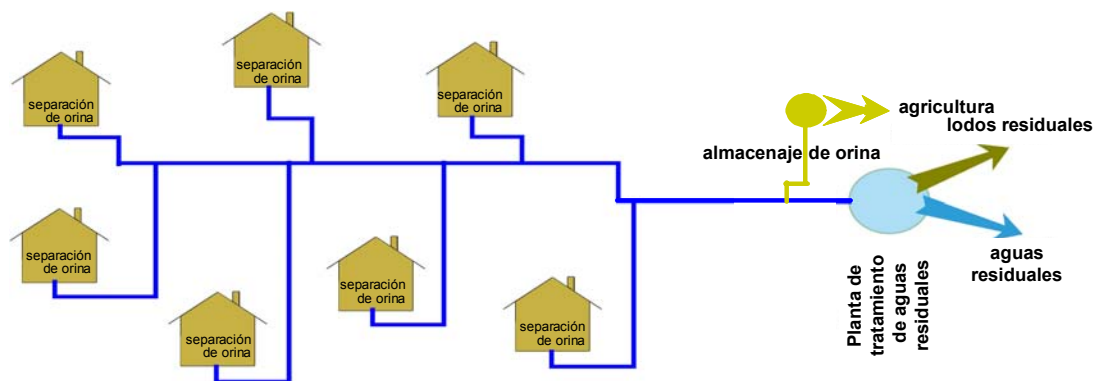 separación
de orina
separación
de orina
separación
de orina
separación
de orina
separación
de orina
separación
de orina
separación
de orina
almacenaje de orina
agricultura
lodos residuales
aguas
residuales
Planta de
tratamiento
de aguas
residuales